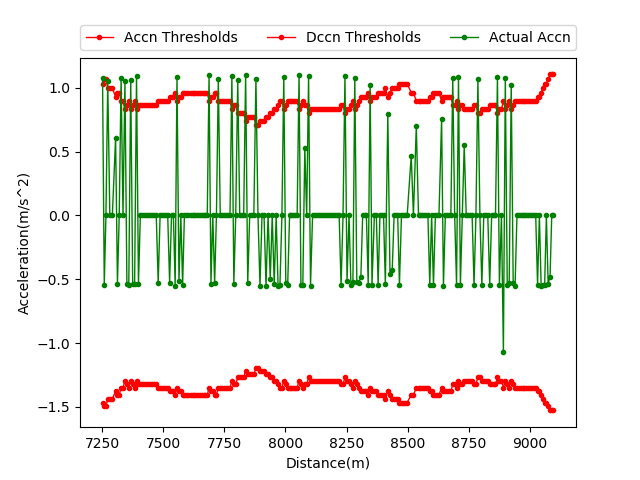 Accn Thresholds Dccn Thresholds Actual Accn
1.0
0.5
0.0
−0.5
−1.0
−1.5
Acceleration(m/s^2)
7250 7500 7750 8000 8250 8500 8750 9000
Distance(m)